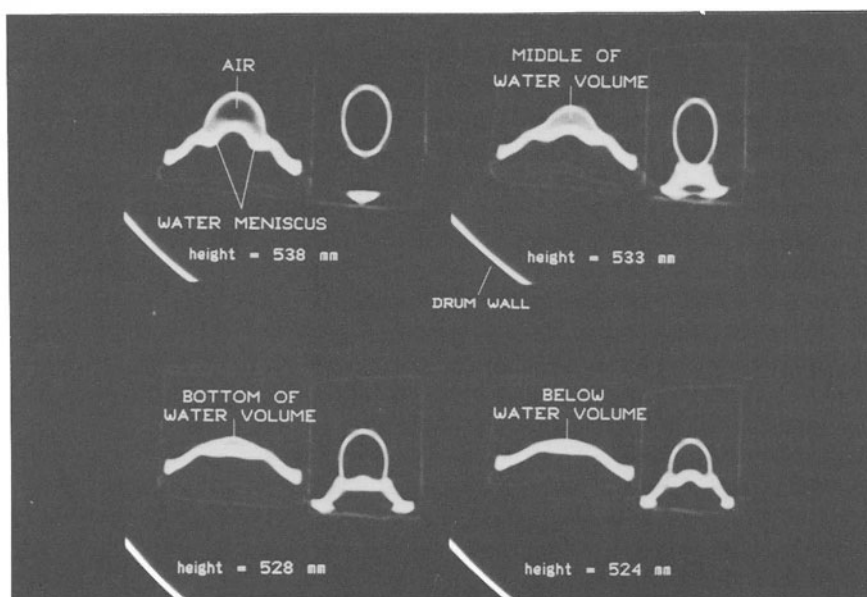 AIR
WATER MENISCUS
height = 538 mm
MIDDLE OF
WATER VOLUME
height = 533 mm
DRUM WALL
BOTTOM OF
WATER VOLUME
height = 528 mm
BELOW
WATER VOLUME
height = 524 mm